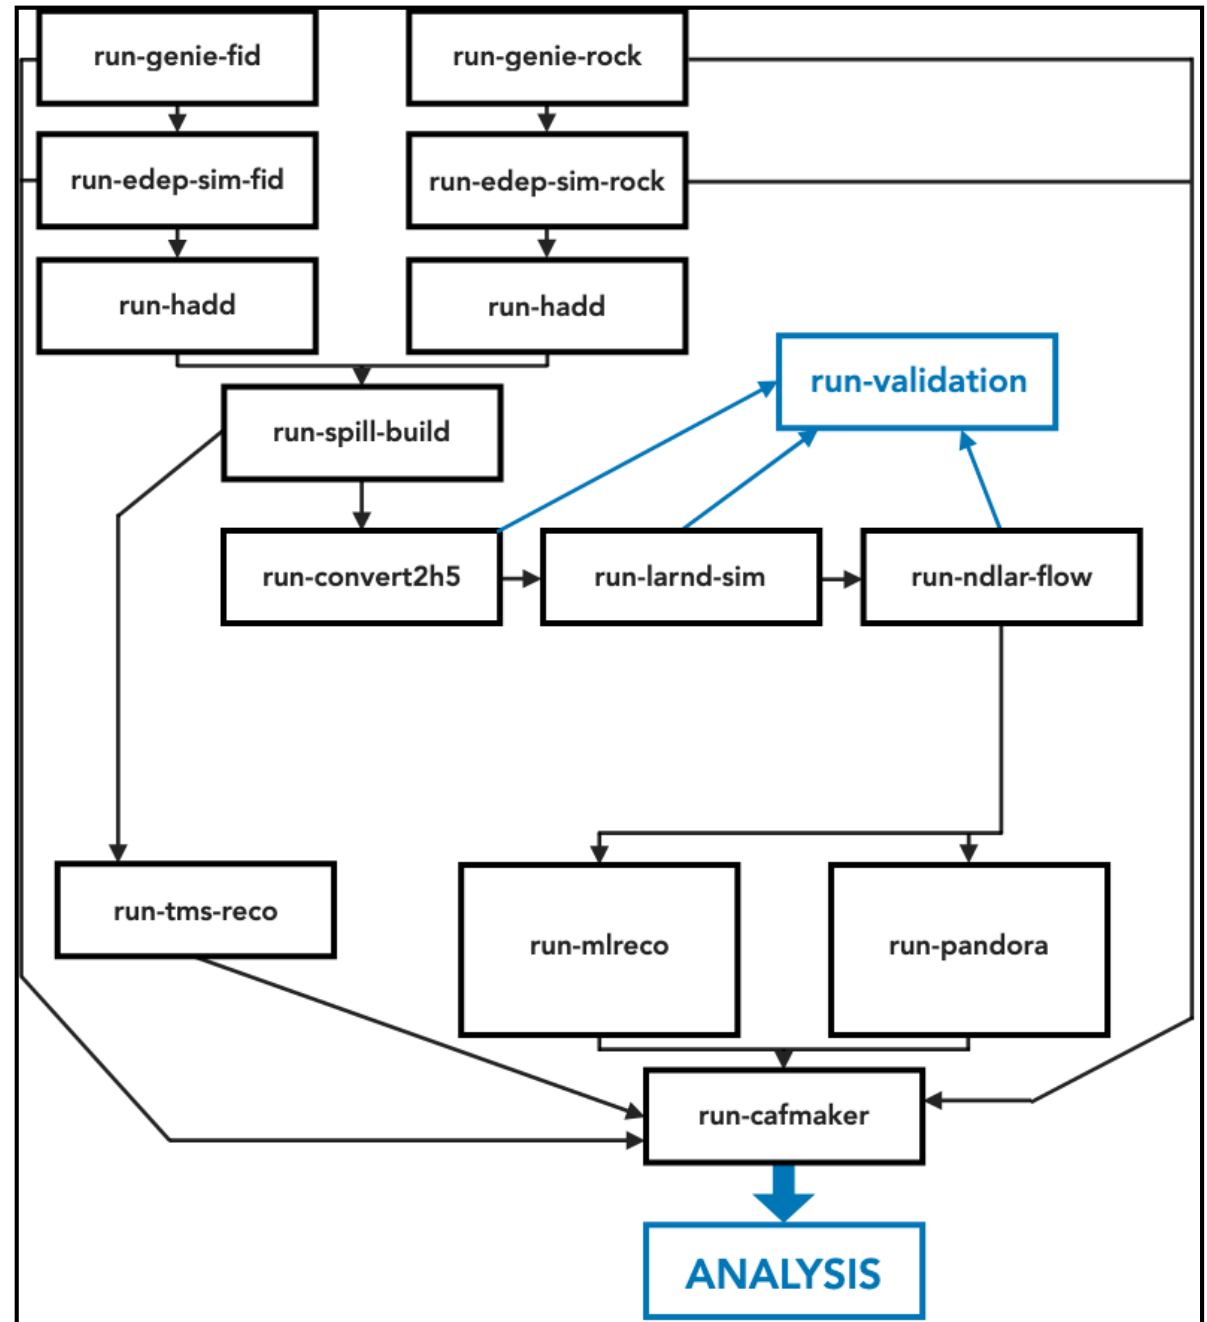 run-genie-fid
run-genie-rock
run-edep-sim-fid
run-edep-sim-rock
run-hadd
run-hadd
run-validation
run-spill-build
run-convert2h5
run-larnd-sim
run-ndlar-flow
run-tms-reco
run-mlreco
run-pandora
run-cafmaker
ANALYSIS